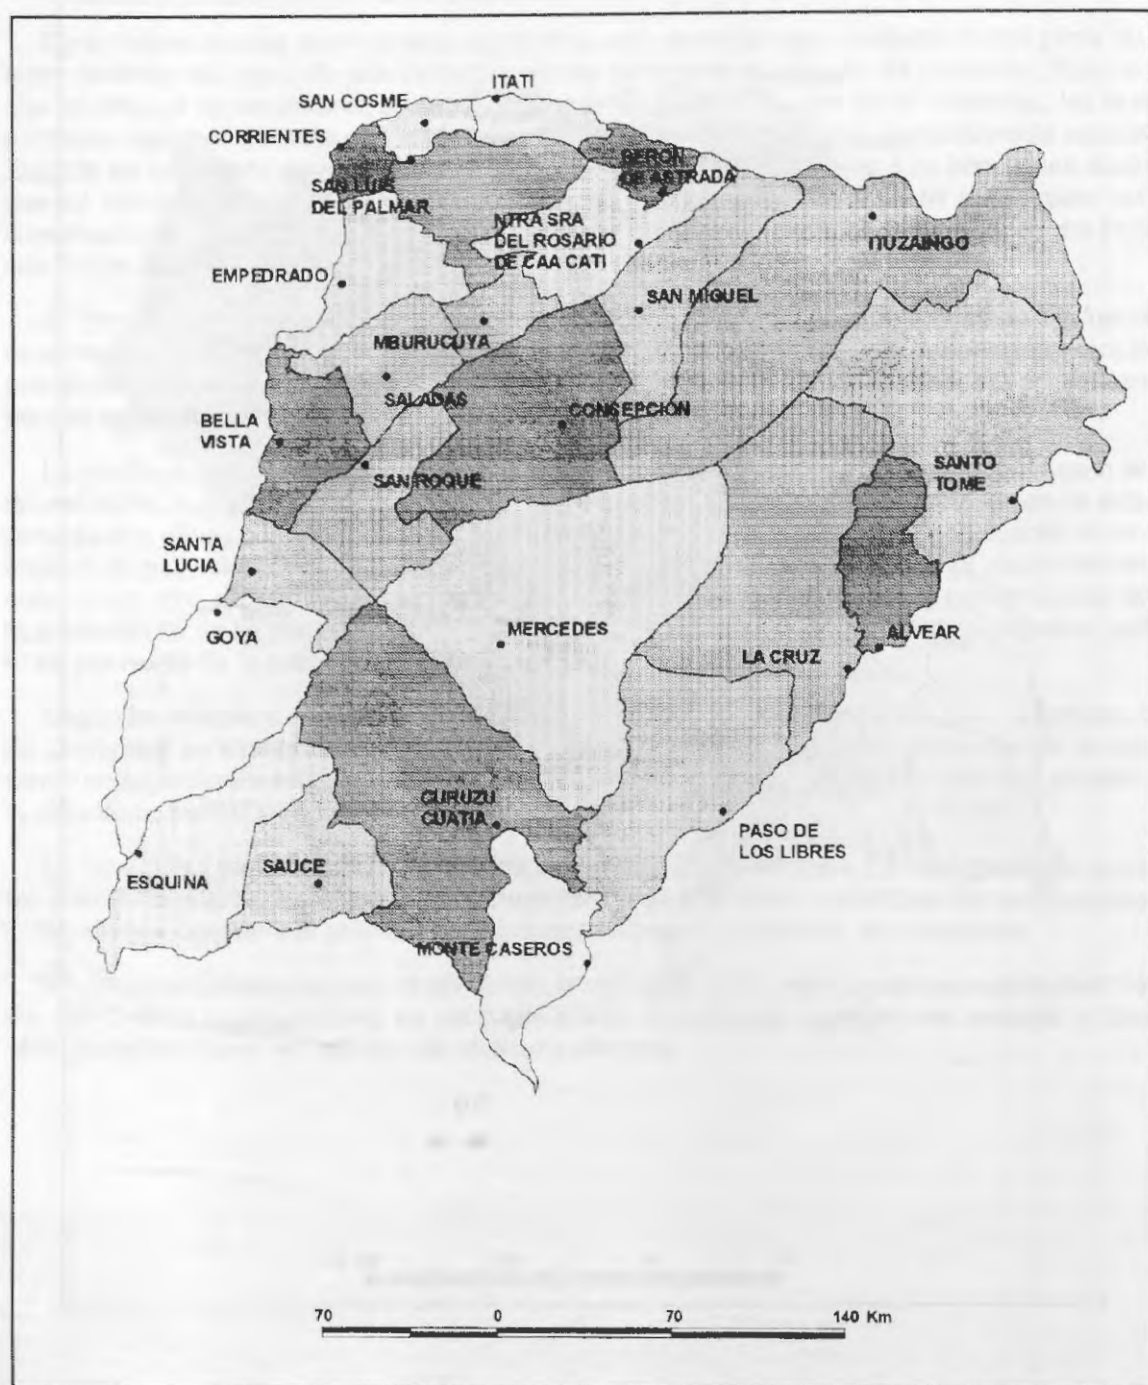 ITATI
SAN COSME
CORRIENTES
BERON
DE ASTRADA
SAN LUIS
DEL PALMAR
NTRA SRA
DEL ROSARIO
DE CAA CATI
ITUZAINGO
EMPEDRADO
SAN MIGUEL
MBURUCUYA
SALADAS
CONSEPCION
BELLA
VISTA
SAN ROQUE
SANTO
TOME
SANTA
LUCIA
GOYA
MERCEDES
ALVEAR
LA CRUZ
CURUZU
CUATIA
PASO DE
LOS LIBRES
ESQUINA
SAUCE
MONTE CASEROS
70 0 70 140 Km